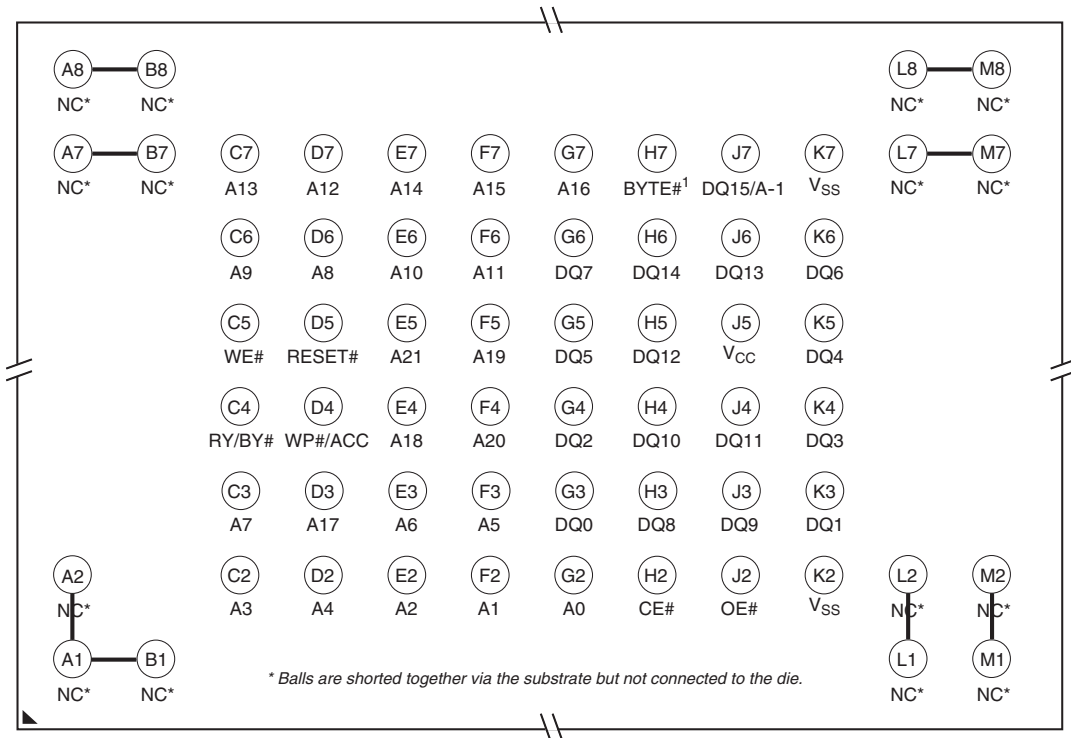 A8 B8 L8 M8
NC* NC* NC* NC*
A7 B7 C7 D7 E7 F7 G7 H7 J7 K7 L7 M7
NC* NC* A13 A12 A14 A15 A16 BYTE#1 DQ15/A-1 VSS NC* NC*
C6 D6 E6 F6 G6 H6 J6 K6
A9 A8 A10 A11 DQ7 DQ14 DQ13 DQ6
C5 D5 E5 F5 G5 H5 J5 K5
WE# RESET# A21 A19 DQ5 DQ12 VCC DQ4
C4 D4 E4 F4 G4 H4 J4 K4
RY/BY# WP#/ACC A18 A20 DQ2 DQ10 DQ11 DQ3
C3 D3 E3 F3 G3 H3 J3 K3
A7 A17 A6 A5 DQ0 DQ8 DQ9 DQ1
A2 C2 D2 E2 F2 G2 H2 J2 K2 L2 M2
NC* A3 A4 A2 A1 A0 CE# OE# VSS NC* NC*
A1 B1 L1 M1
* Balls are shorted together via the substrate but not connected to the die.
NC* NC* NC* NC*